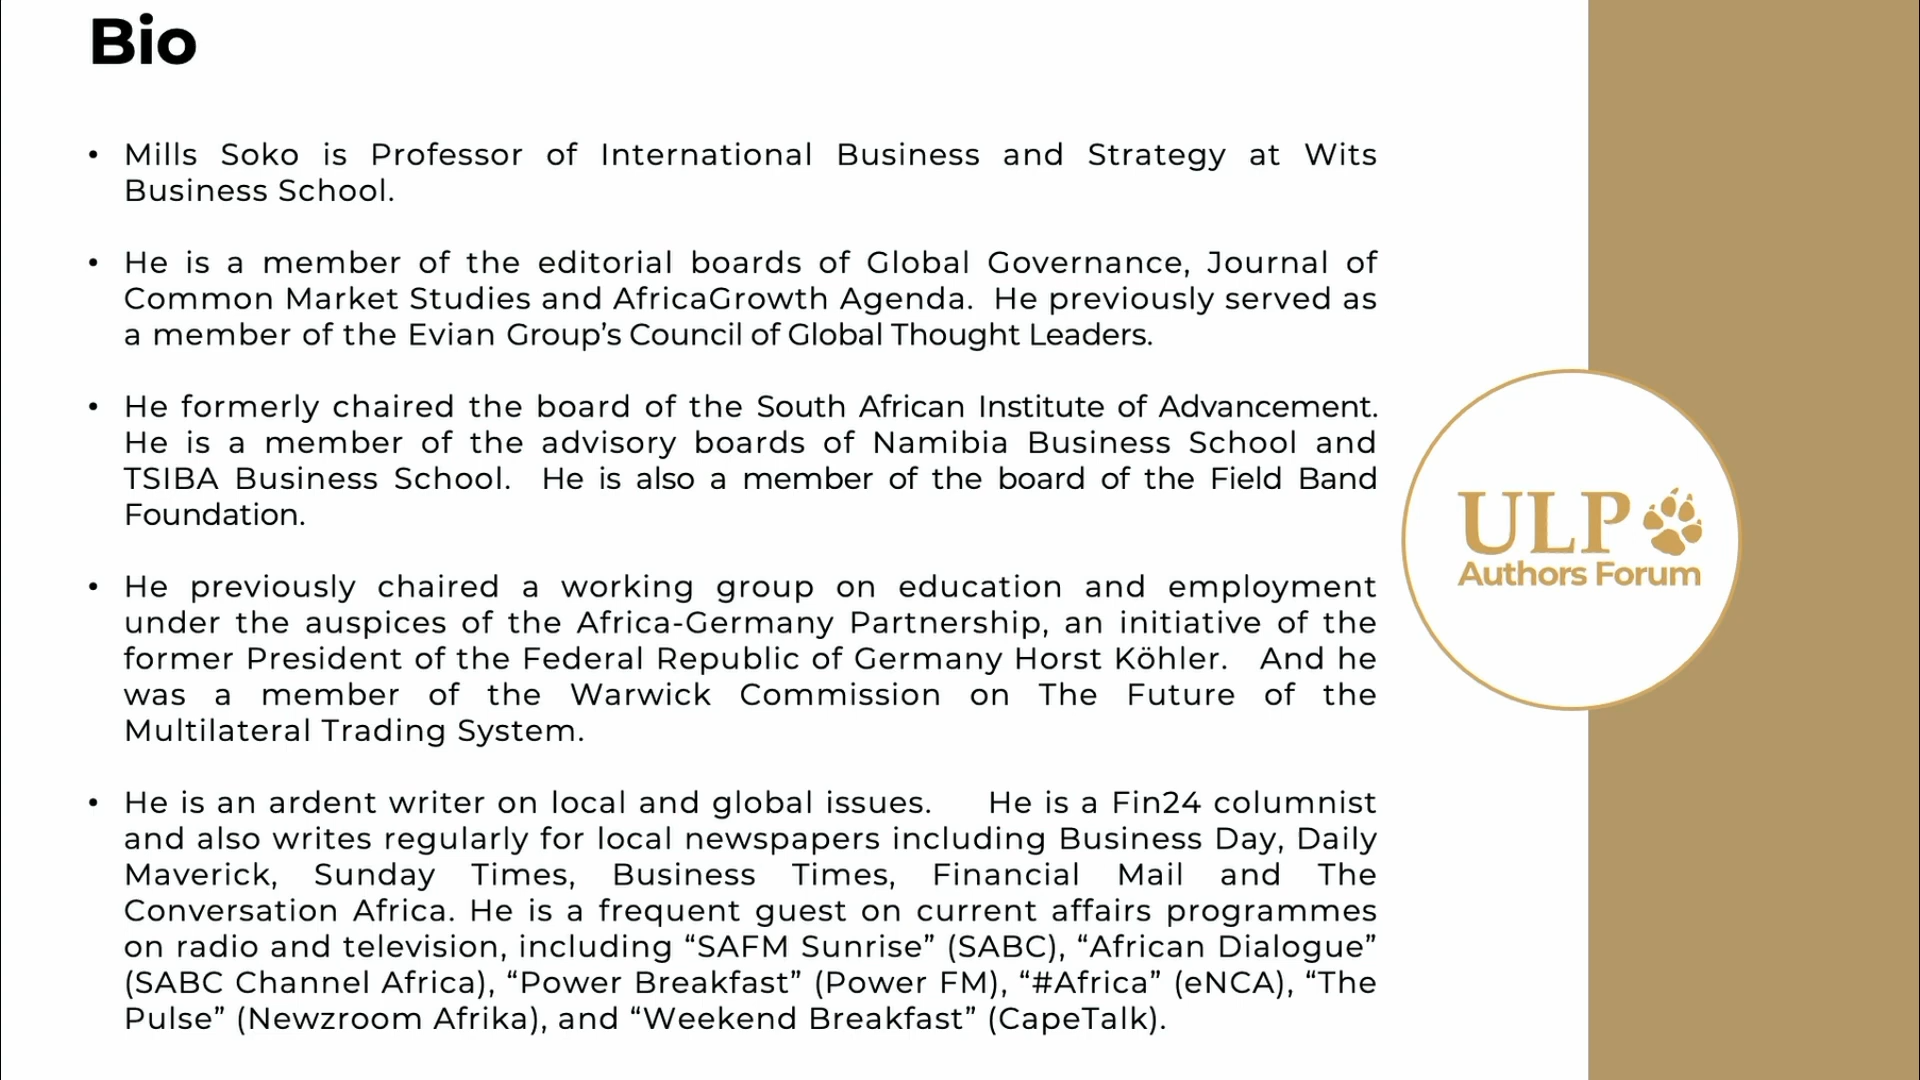 Bio
• Mills Soko is Professor of International Business and Strategy at Wits
Business School.
• He is a member of the editorial boards of Global Governance, Journal of
Common Market Studies and AfricaGrowth Agenda. He previously served as
a member of the Evian Group’s Council of Global Thought Leaders.
• He formerly chaired the board of the South African Institute of Advancement.
He is a member of the advisory boards of Namibia Business School and
TSIBA Business School. He is also a member of the board of the Field Band
Foundation.
• He previously chaired a working group on education and employment
under the auspices of the Africa-Germany Partnership, an initiative of the
former President of the Federal Republic of Germany Horst Köhler. And he
was a member of the Warwick Commission on The Future of the
Multilateral Trading System.
• He is an ardent writer on local and global issues. He is a Fin24 columnist
and also writes regularly for local newspapers including Business Day, Daily
Maverick, Sunday Times, Business Times, Financial Mail and The
Conversation Africa. He is a frequent guest on current affairs programmes
on radio and television, including “SAFM Sunrise” (SABC), “African Dialogue”
(SABC Channel Africa), “Power Breakfast” (Power FM), “#Africa” (eNCA), “The
Pulse” (Newzroom Afrika), and “Weekend Breakfast” (CapeTalk).
ULP
Authors Forum